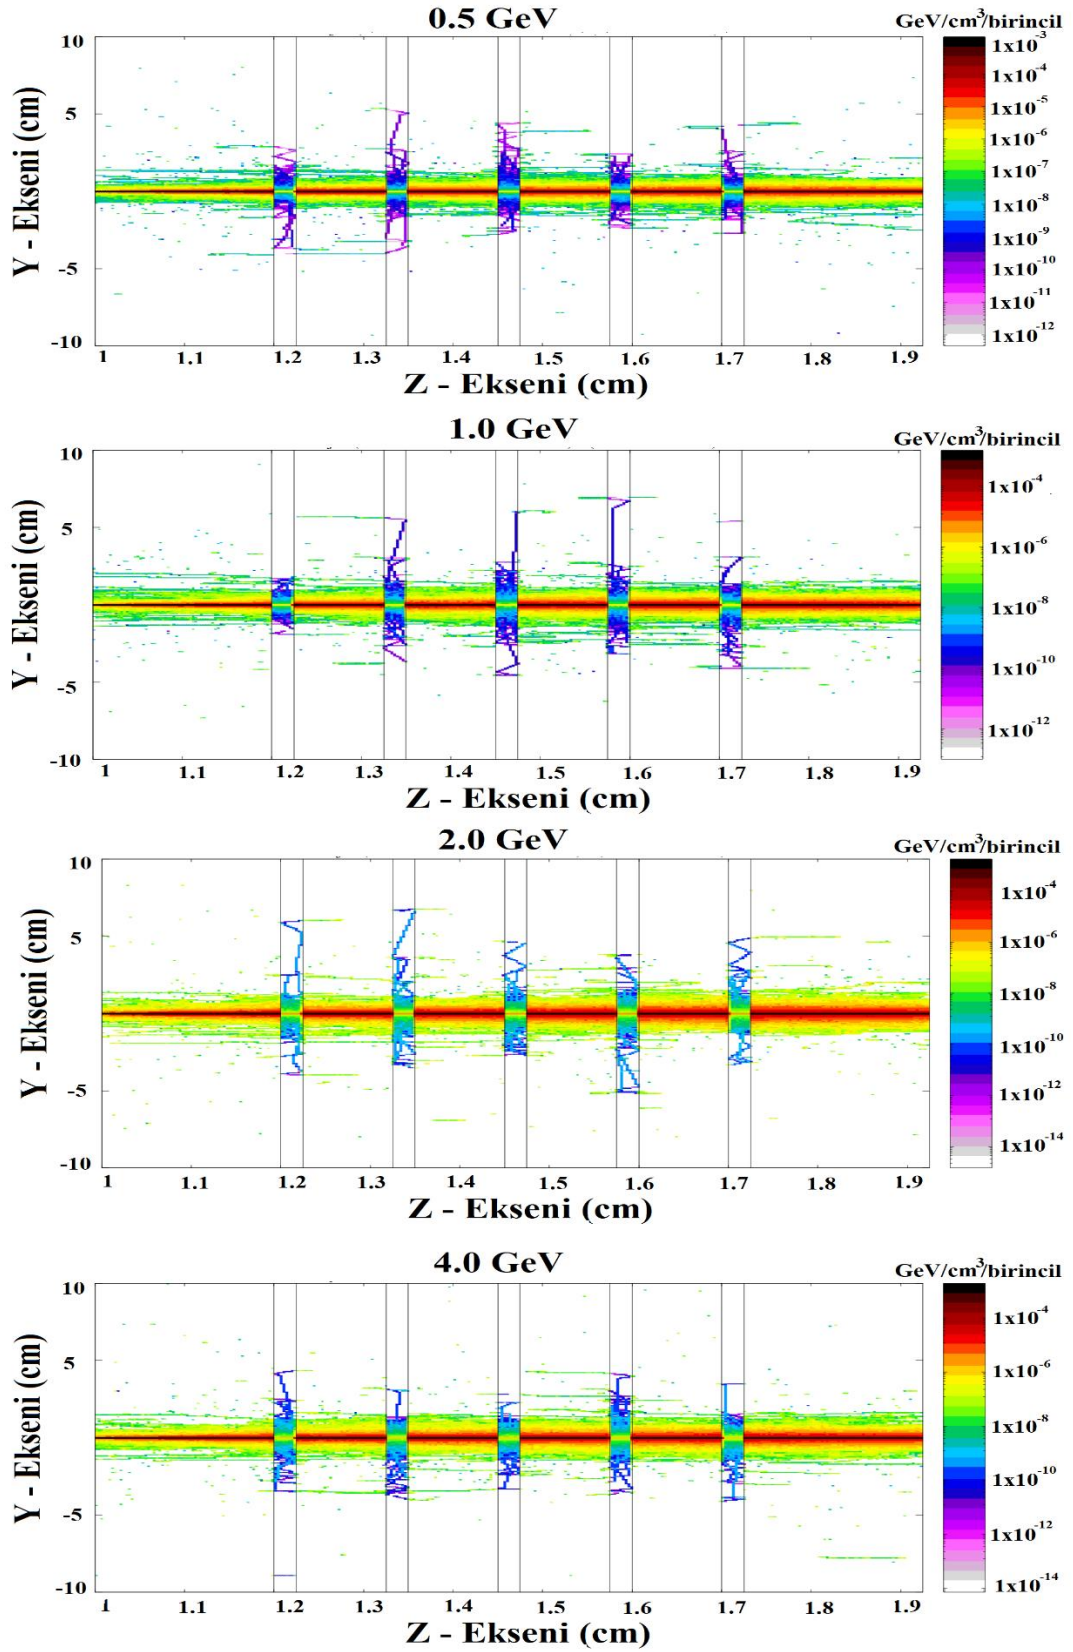 0.5 GeV
GeV/cm³/birincil
10
5
-5
-10
Y - Ekseni (cm)
1 1.1 1.2 1.3 1.4 1.5 1.6 1.7 1.8 1.9
Z - Ekseni (cm)
1x10⁻³
1x10⁻⁴
1x10⁻⁵
1x10⁻⁶
1x10⁻⁷
1x10⁻⁸
1x10⁻⁹
1x10⁻¹⁰
1x10⁻¹¹
1x10⁻¹²
1.0 GeV
GeV/cm³/birincil
10
5
-5
-10
Y - Ekseni (cm)
1 1.1 1.2 1.3 1.4 1.5 1.6 1.7 1.8 1.9
Z - Ekseni (cm)
1x10⁻⁴
1x10⁻⁶
1x10⁻⁸
1x10⁻¹⁰
1x10⁻¹²
2.0 GeV
GeV/cm³/birincil
10
5
-5
-10
Y - Ekseni (cm)
1 1.1 1.2 1.3 1.4 1.5 1.6 1.7 1.8 1.9
Z - Ekseni (cm)
1x10⁻⁴
1x10⁻⁶
1x10⁻⁸
1x10⁻¹⁰
1x10⁻¹²
1x10⁻¹⁴
4.0 GeV
GeV/cm³/birincil
10
5
-5
-10
Y - Ekseni (cm)
1 1.1 1.2 1.3 1.4 1.5 1.6 1.7 1.8 1.9
Z - Ekseni (cm)
1x10⁻⁴
1x10⁻⁶
1x10⁻⁸
1x10⁻¹⁰
1x10⁻¹²
1x10⁻¹⁴